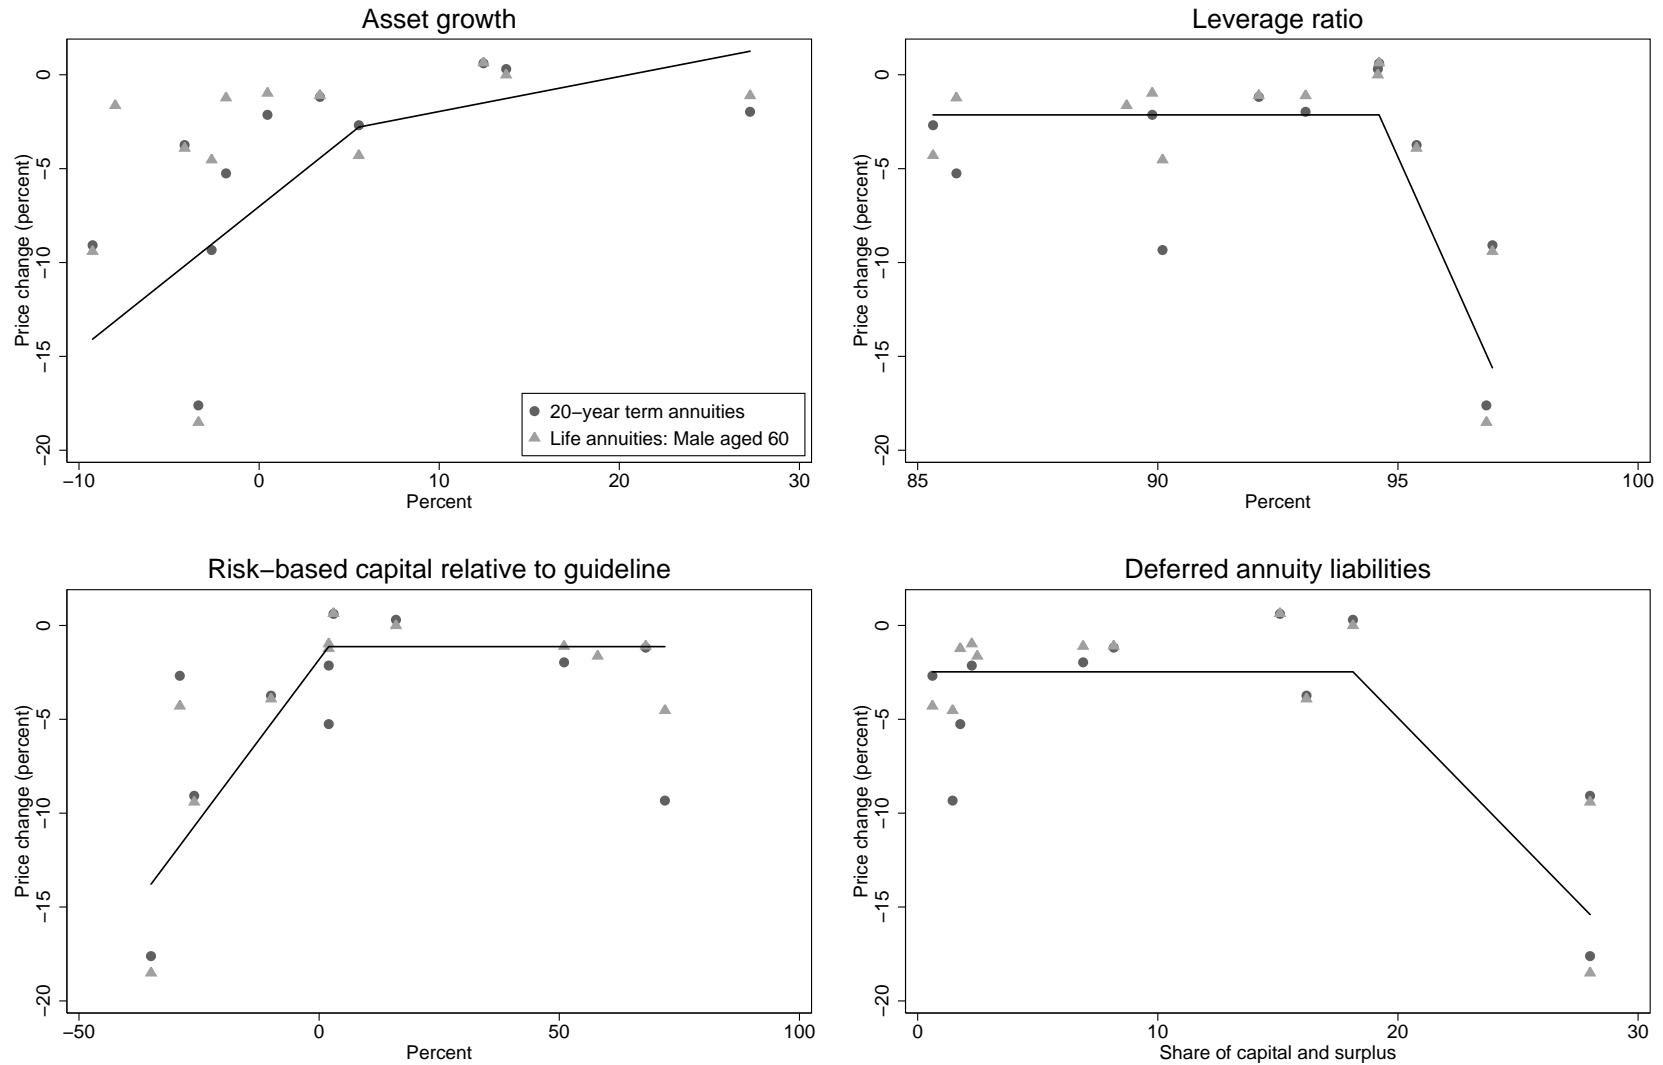 Asset growth
Price change (percent)
0
−5
−10
−15
−20
20−year term annuities
Life annuities: Male aged 60
−10 0 10 20 30
Percent
Leverage ratio
Price change (percent)
0
−5
−10
−15
−20
85 90 95 100
Percent
Risk−based capital relative to guideline
Price change (percent)
0
−5
−10
−15
−20
−50 0 50 100
Percent
Deferred annuity liabilities
Price change (percent)
0
−5
−10
−15
−20
0 10 20 30
Share of capital and surplus